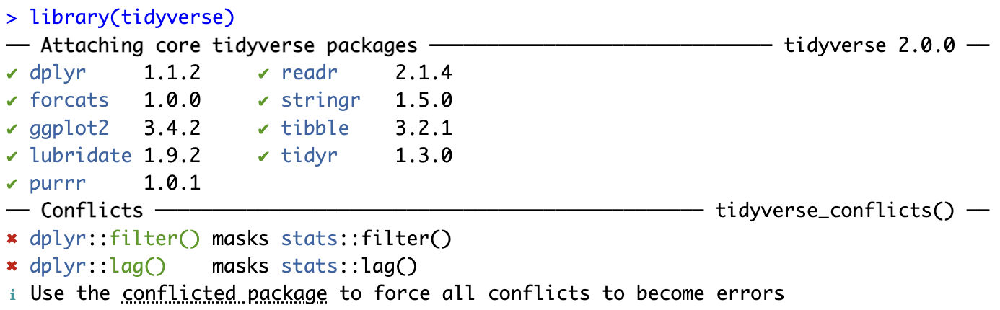 > library(tidyverse)
── Attaching core tidyverse packages ────────────────────────────── tidyverse 2.0.0 ──
✔ dplyr     1.1.2     ✔ readr     2.1.4
✔ forcats   1.0.0     ✔ stringr   1.5.0
✔ ggplot2   3.4.2     ✔ tibble    3.2.1
✔ lubridate 1.9.2     ✔ tidyr     1.3.0
✔ purrr     1.0.1
── Conflicts ──────────────────────────────────────────────── tidyverse_conflicts() ──
✖ dplyr::filter() masks stats::filter()
✖ dplyr::lag()    masks stats::lag()
ℹ Use the conflicted package to force all conflicts to become errors